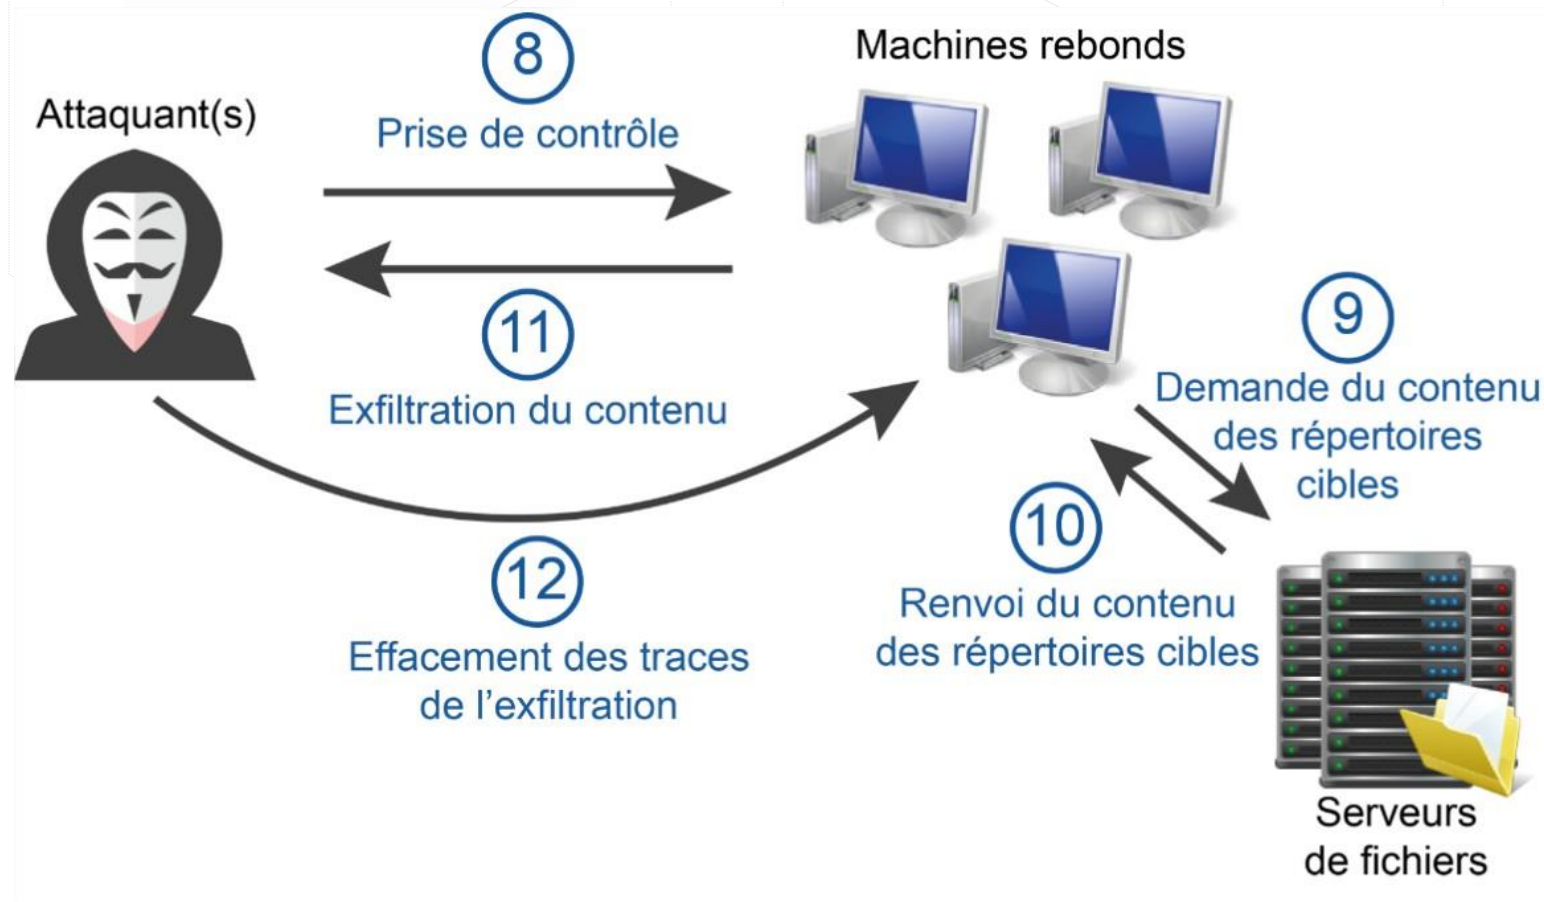 Attaquant(s)
8
Prise de contrôle
Machines rebonds
11
Exfiltration du contenu
9
Demande du contenu
des répertoires
cibles
10
Renvoi du contenu
des répertoires cibles
12
Effacement des traces
de l’exfiltration
Serveurs
de fichiers